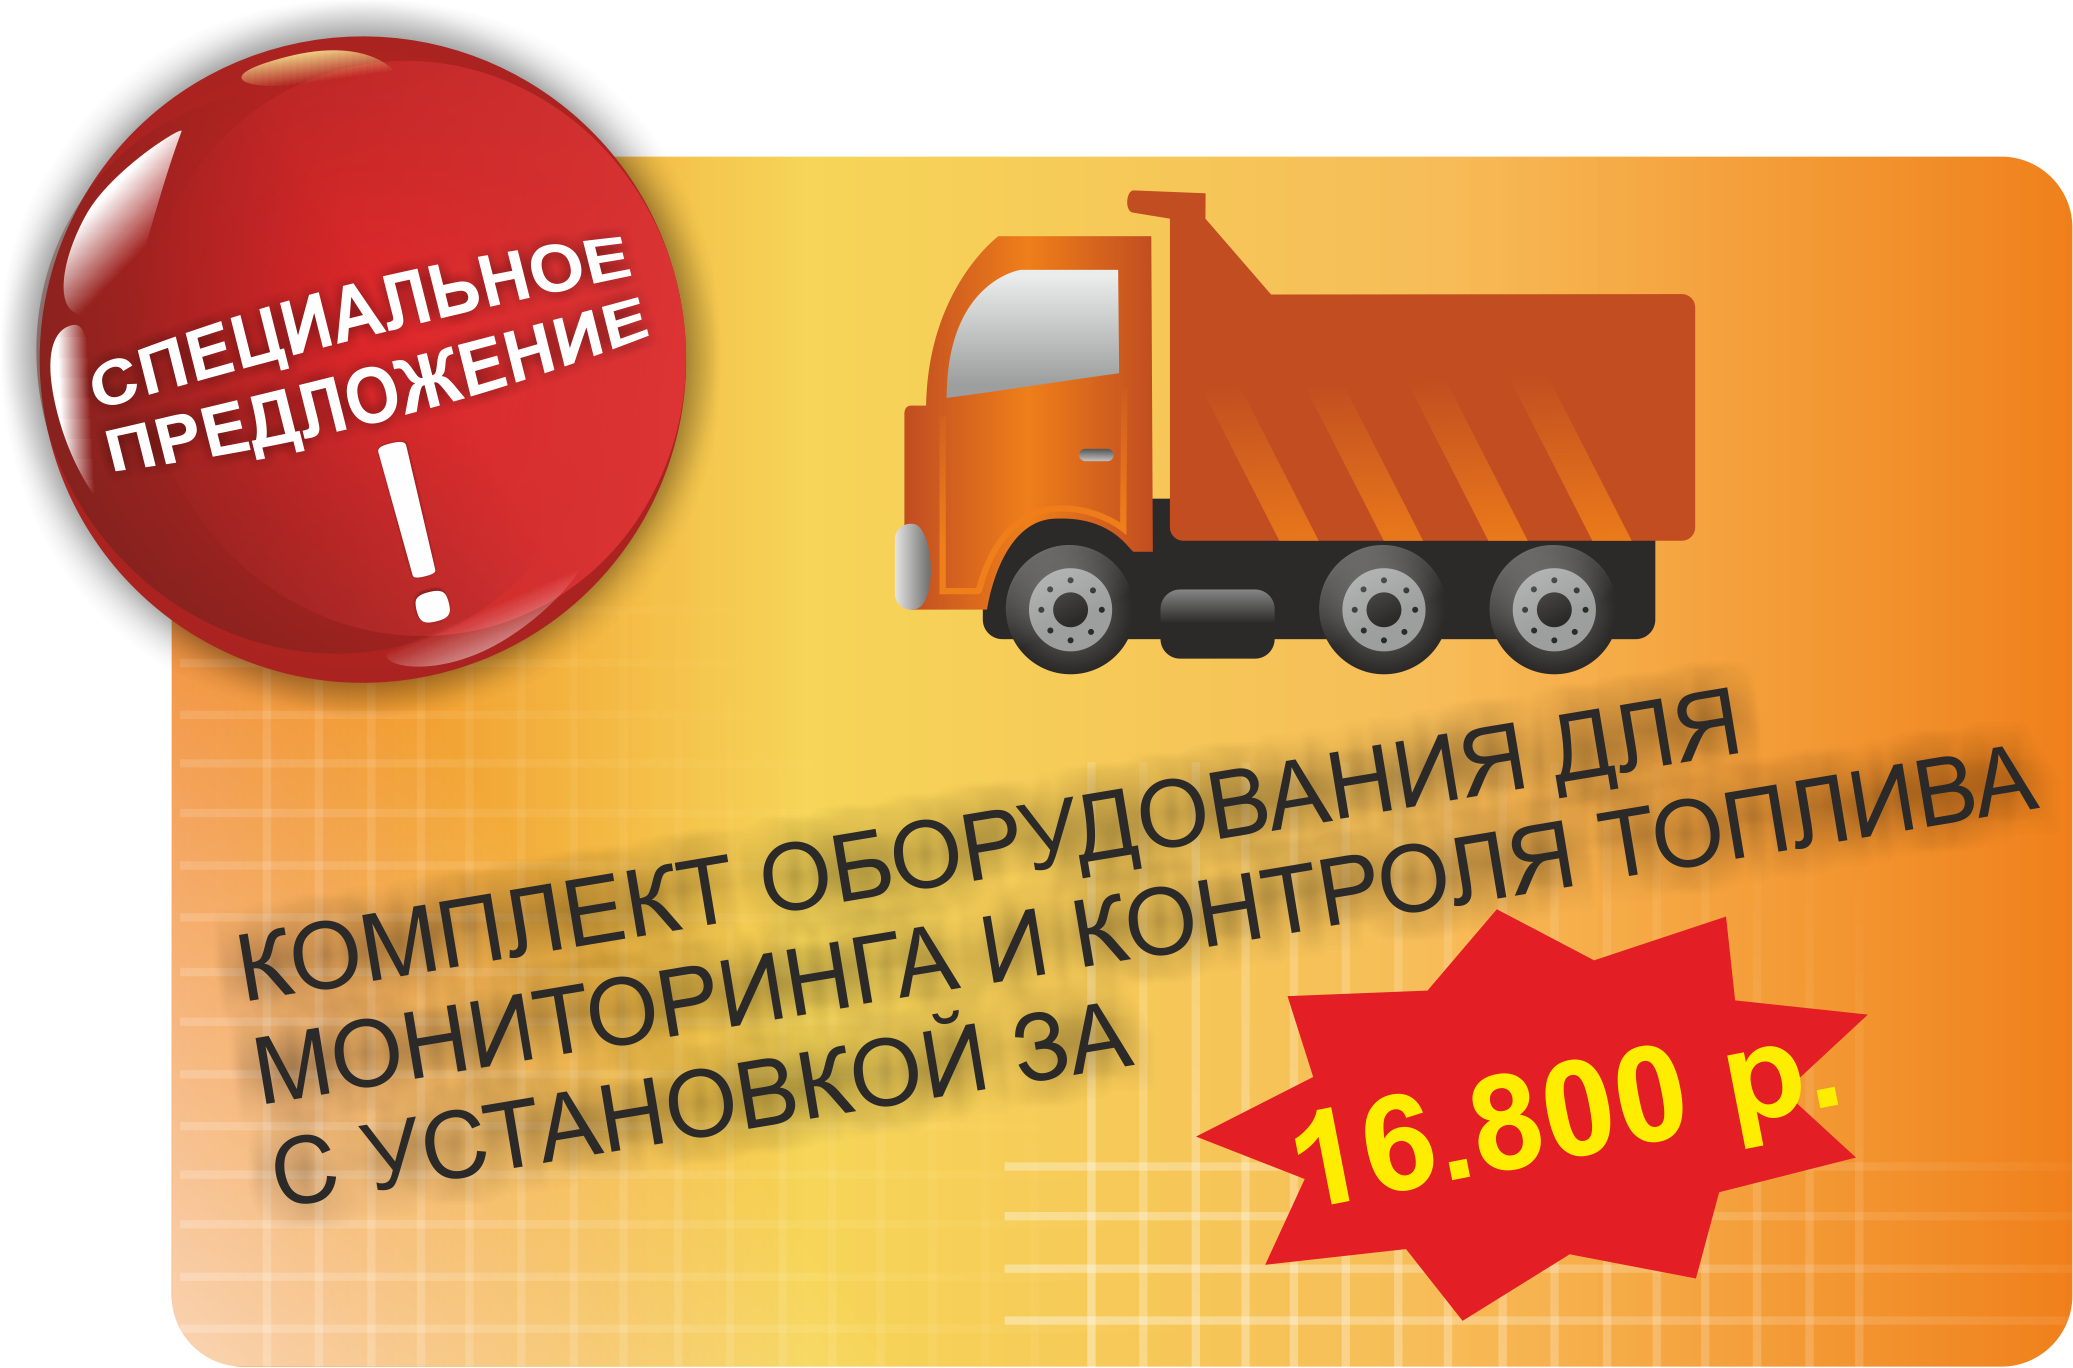 СПЕЦИАЛЬНОЕ
ПРЕДЛОЖЕНИЕ
!
КОМПЛЕКТ ОБОРУДОВАНИЯ ДЛЯ
МОНИТОРИНГА И КОНТРОЛЯ ТОПЛИВА
С УСТАНОВКОЙ ЗА
16.800 р.